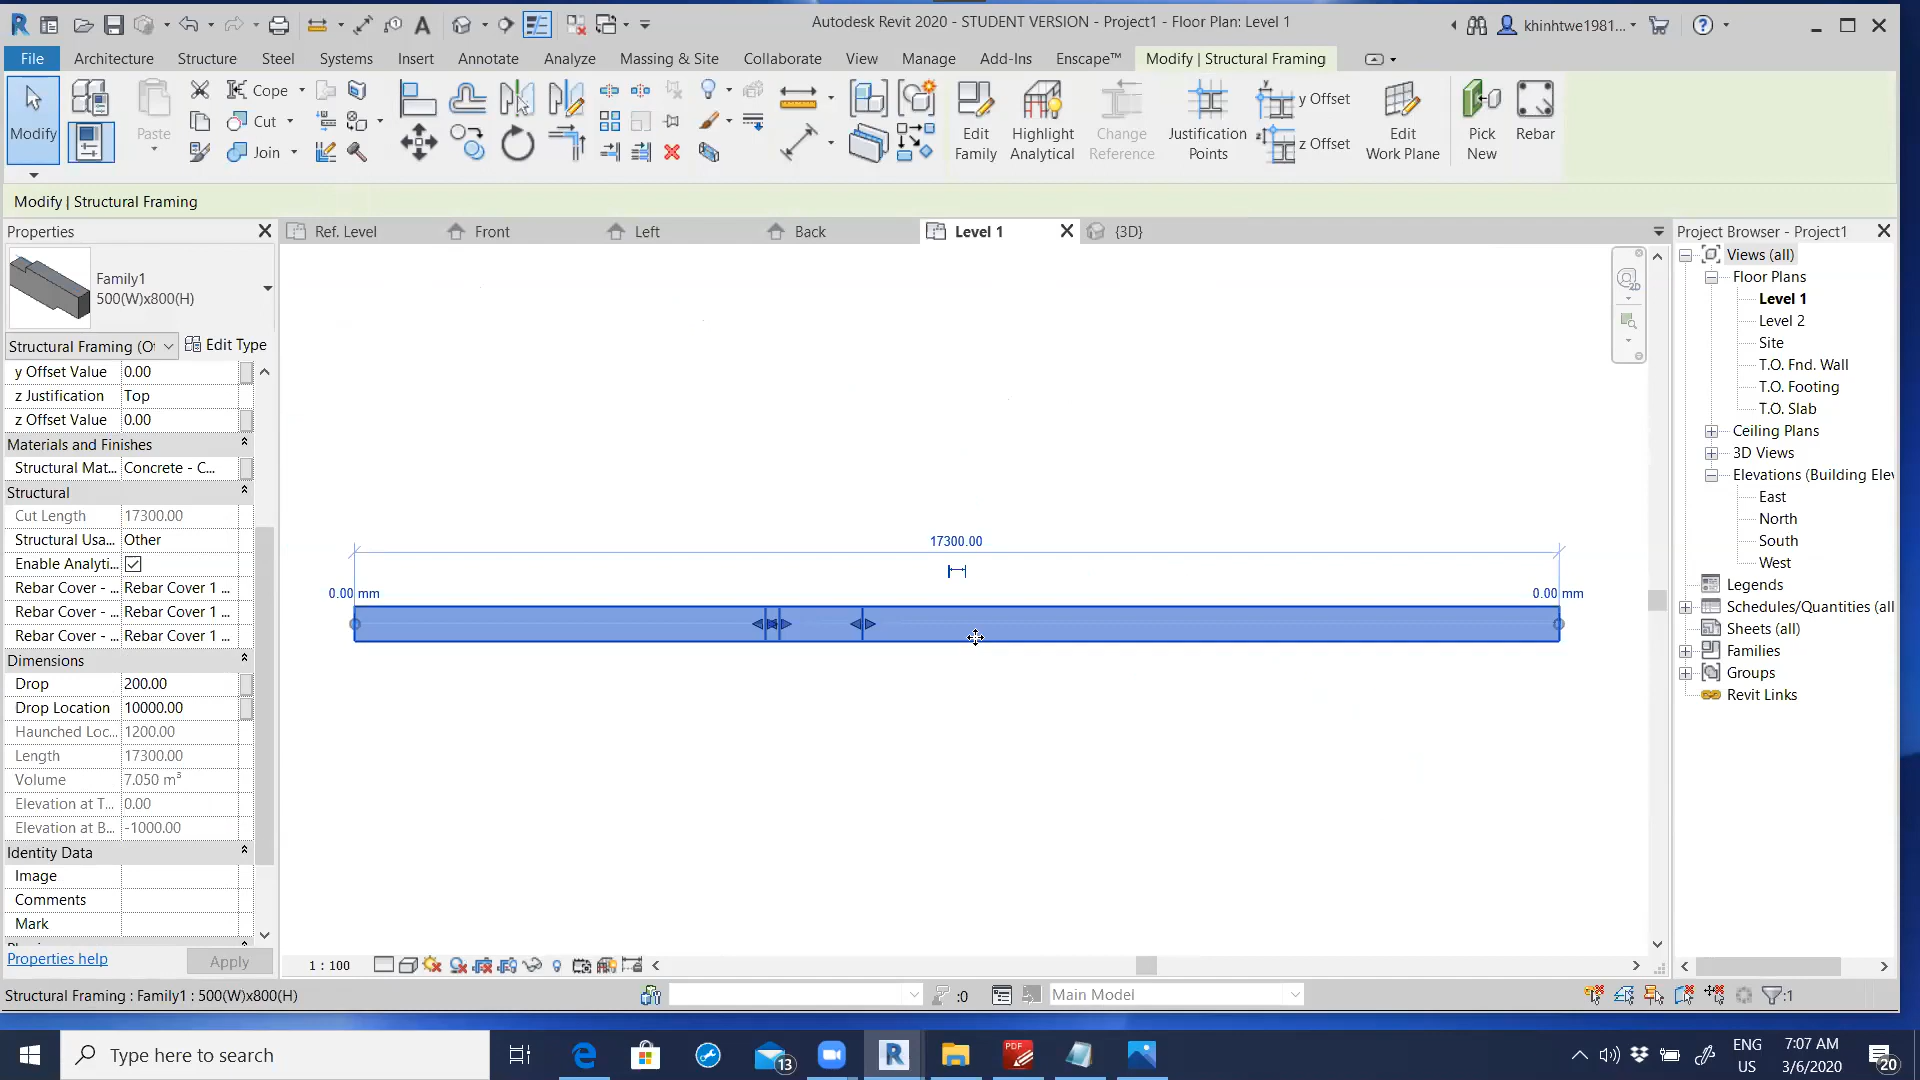 Autodesk Revit 2020 - STUDENT VERSION - Project1 - Floor Plan: Level 1
khinhtwe1981...
File Architecture Structure Steel Systems Insert Annotate Analyze Massing & Site Collaborate View Manage Add-Ins Enscape™ Modify | Structural Framing
Modify
Paste
Cope
Cut
Join
Edit Family
Highlight Analytical
Change Reference
Justification Points
y Offset
z Offset
Edit Work Plane
Pick New
Rebar
Modify | Structural Framing
Properties
Family1
500(W)x800(H)
Structural Framing (Ot
Edit Type
y Offset Value 0.00
z Justification Top
z Offset Value 0.00
Materials and Finishes
Structural Mat... Concrete - C...
Structural
Cut Length 17300.00
Structural Usa... Other
Enable Analyti...
Rebar Cover - ... Rebar Cover 1 ...
Rebar Cover - ... Rebar Cover 1 ...
Rebar Cover - ... Rebar Cover 1 ...
Dimensions
Drop 200.00
Drop Location 10000.00
Haunched Loc... 1200.00
Length 17300.00
Volume 7.050 m³
Elevation at T... 0.00
Elevation at B... -1000.00
Identity Data
Image
Comments
Mark
Properties help
Apply
Ref. Level Front Left Back Level 1 {3D}
2D
17300.00
0.00 mm
0.00 mm
1 : 100
Project Browser - Project1
Views (all)
Floor Plans
Level 1
Level 2
Site
T.O. Fnd. Wall
T.O. Footing
T.O. Slab
Ceiling Plans
3D Views
Elevations (Building Elev
East
North
South
West
Legends
Schedules/Quantities (all
Sheets (all)
Families
Groups
Revit Links
Structural Framing : Family1 : 500(W)x800(H)
:0
Main Model
:1
Type here to search
13
PDF
ENG
US
7:07 AM
3/6/2020
20